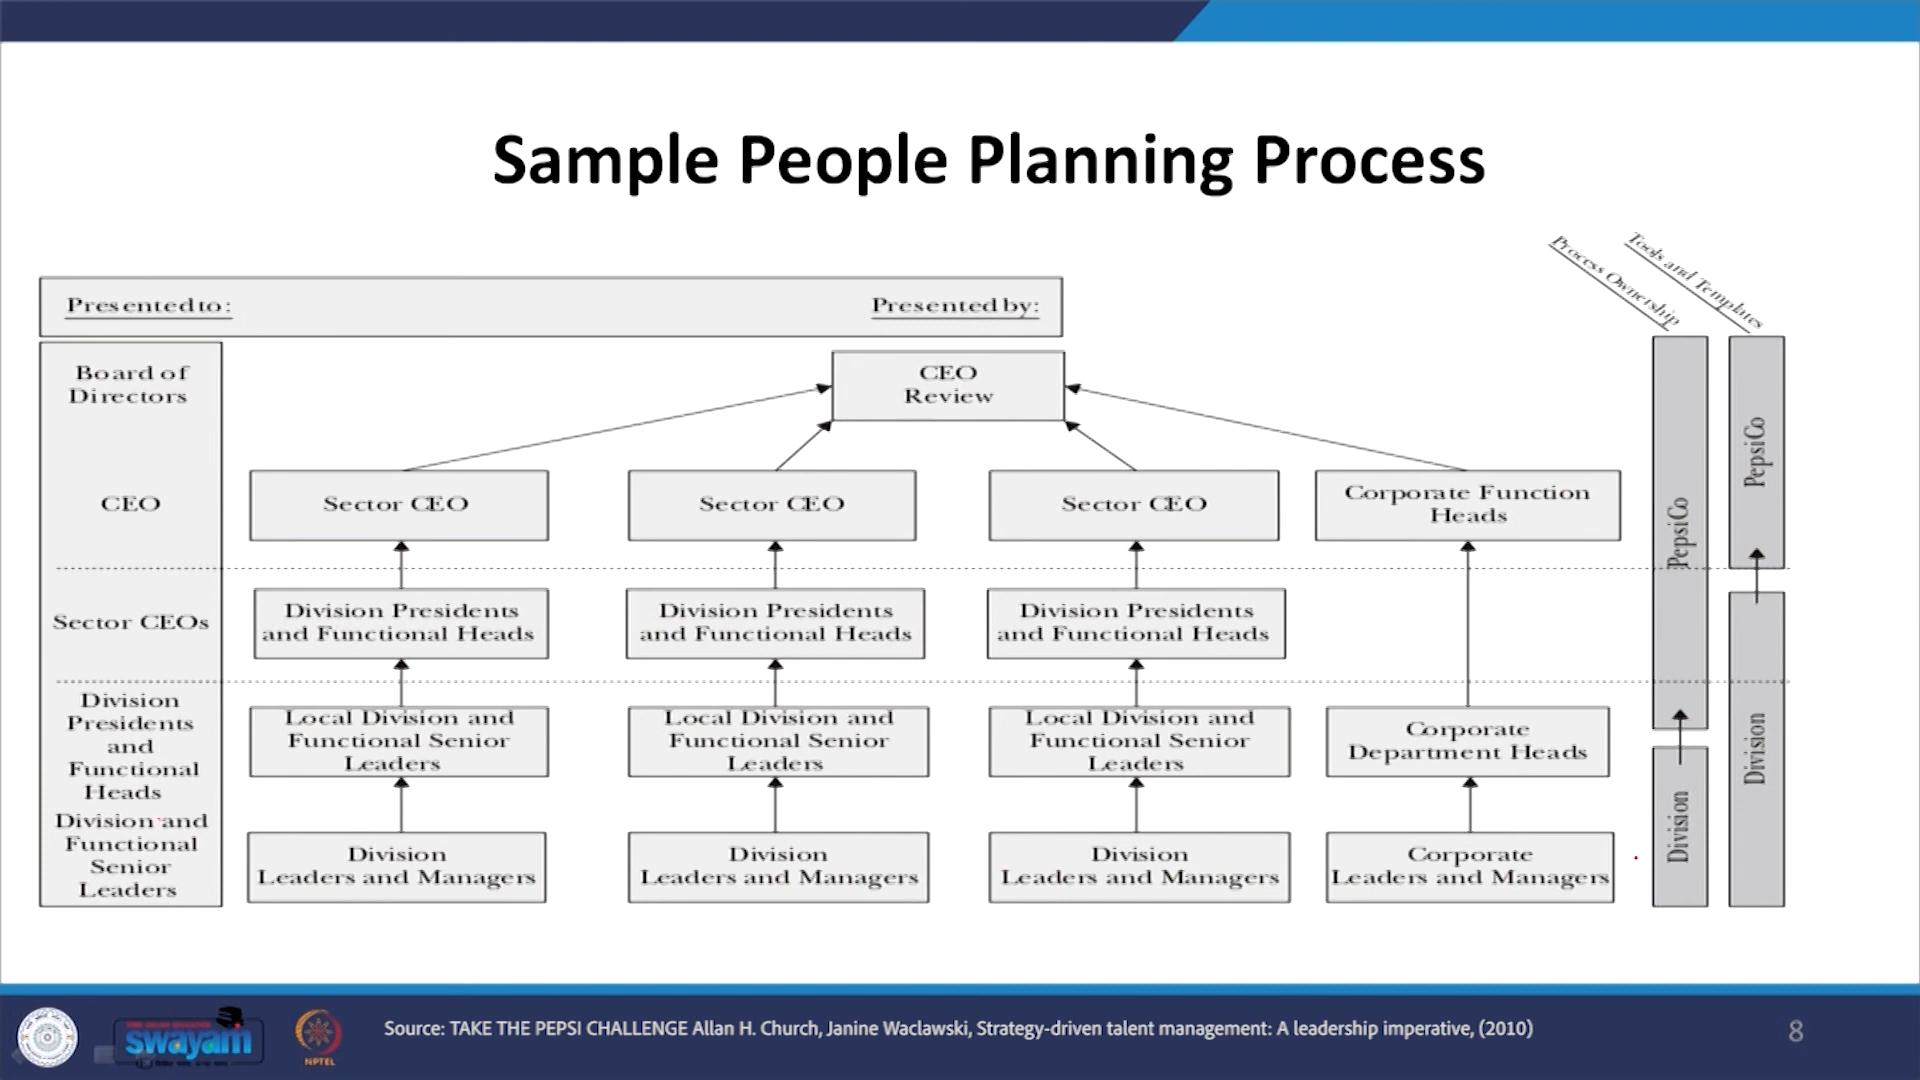 Sample People Planning Process
Process Ownership
Tools and Templates
Presented to:
Presented by:
Board of
Directors
CEO
Review
CEO
Sector CEO
Sector CEO
Sector CEO
Corporate Function
Heads
Sector CEOs
Division Presidents
and Functional Heads
Division Presidents
and Functional Heads
Division Presidents
and Functional Heads
Division
Presidents
and
Functional
Heads
Local Division and
Functional Senior
Leaders
Local Division and
Functional Senior
Leaders
Local Division and
Functional Senior
Leaders
Corporate
Department Heads
Division and
Functional
Senior
Leaders
Division
Leaders and Managers
Division
Leaders and Managers
Division
Leaders and Managers
Corporate
Leaders and Managers
PepsiCo
Division
PepsiCo
Division
swayam
NPTEL
Source: TAKE THE PEPSI CHALLENGE Allan H. Church, Janine Waclawski, Strategy-driven talent management: A leadership imperative, (2010)
8